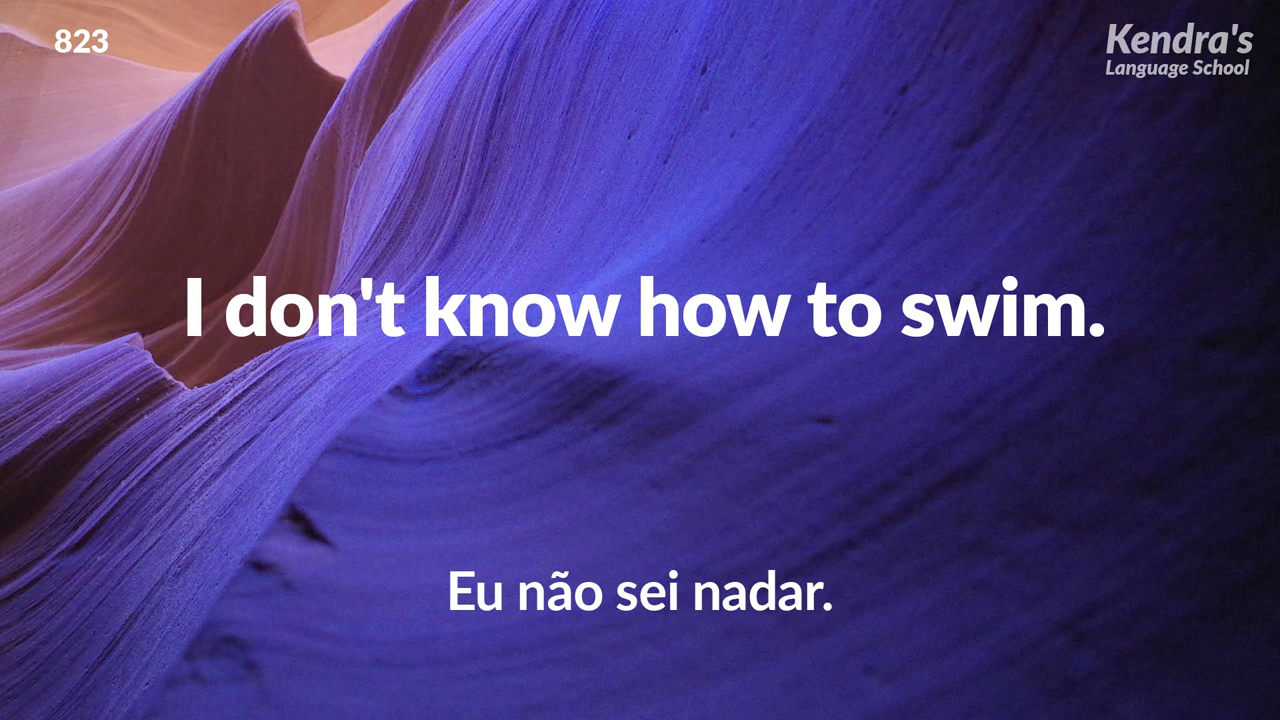 823
Kendra's
Language School
I don't know how to swim.
Eu não sei nadar.